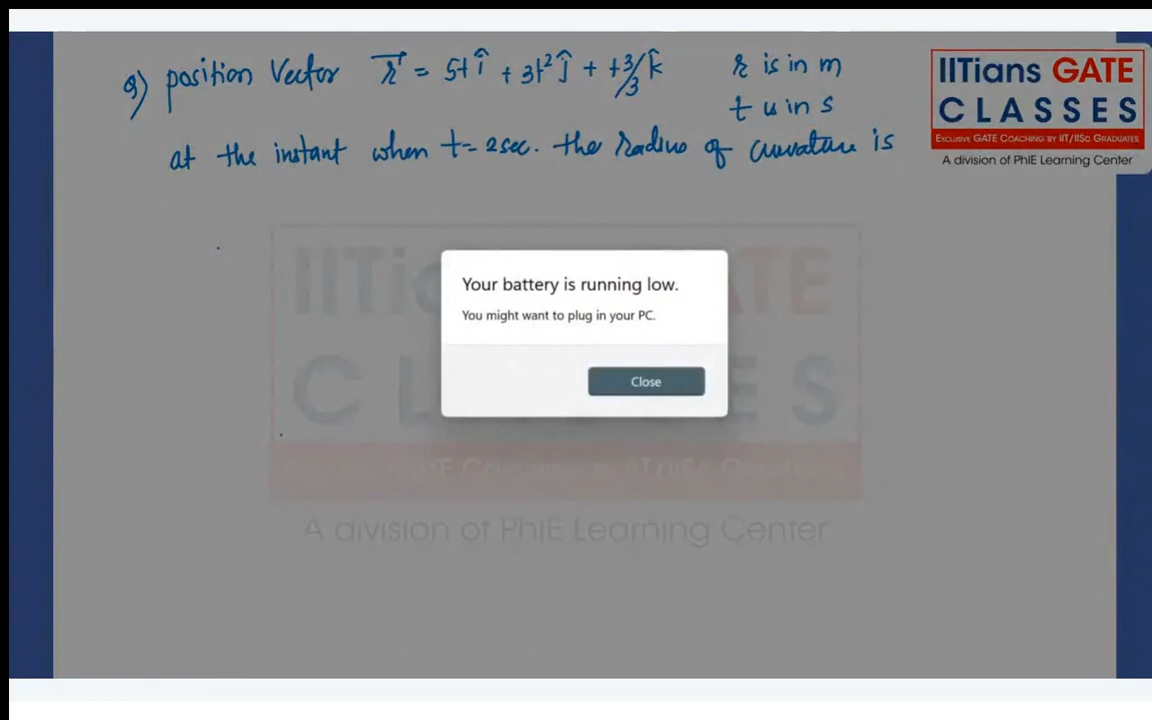 Q) position Vector r⃗ = 5t î + 3t² ĵ + t³/3 k̂ r is in m
t is in s
at the instant when t = 2sec. the radius of curvature is
IITians GATE
CLASSES
EXCLUSIVE GATE COACHING BY IIT/IISc GRADUATES
A division of PhIE Learning Center
Your battery is running low.
You might want to plug in your PC.
Close
A division of PhIE Learning Center